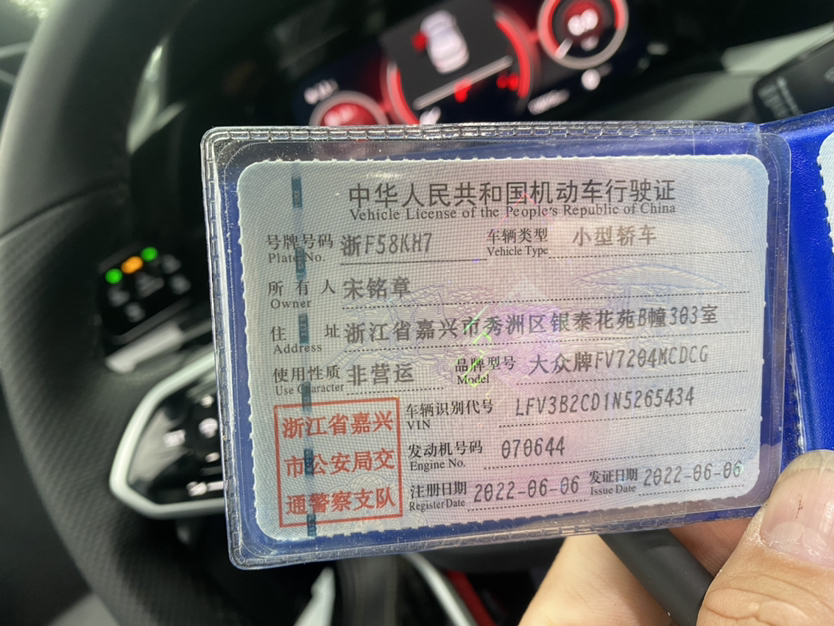 中华人民共和国机动车行驶证
Vehicle License of the People's Republic of China
号牌号码 浙F58KH7 车辆类型 小型轿车
Plate No. Vehicle Type
所有人 宋铭章
Owner
住址 浙江省嘉兴市秀洲区银泰花苑B幢303室
Address
使用性质 非营运 品牌型号 大众牌FV7204MCDCG
Use Character Model
浙江省嘉兴
市公安局交
通警察支队
车辆识别代号 LFV3B2CD1N5265434
VIN
发动机号码 070644
Engine No.
注册日期 2022-06-06 发证日期 2022-06-06
Register Date Issue Date